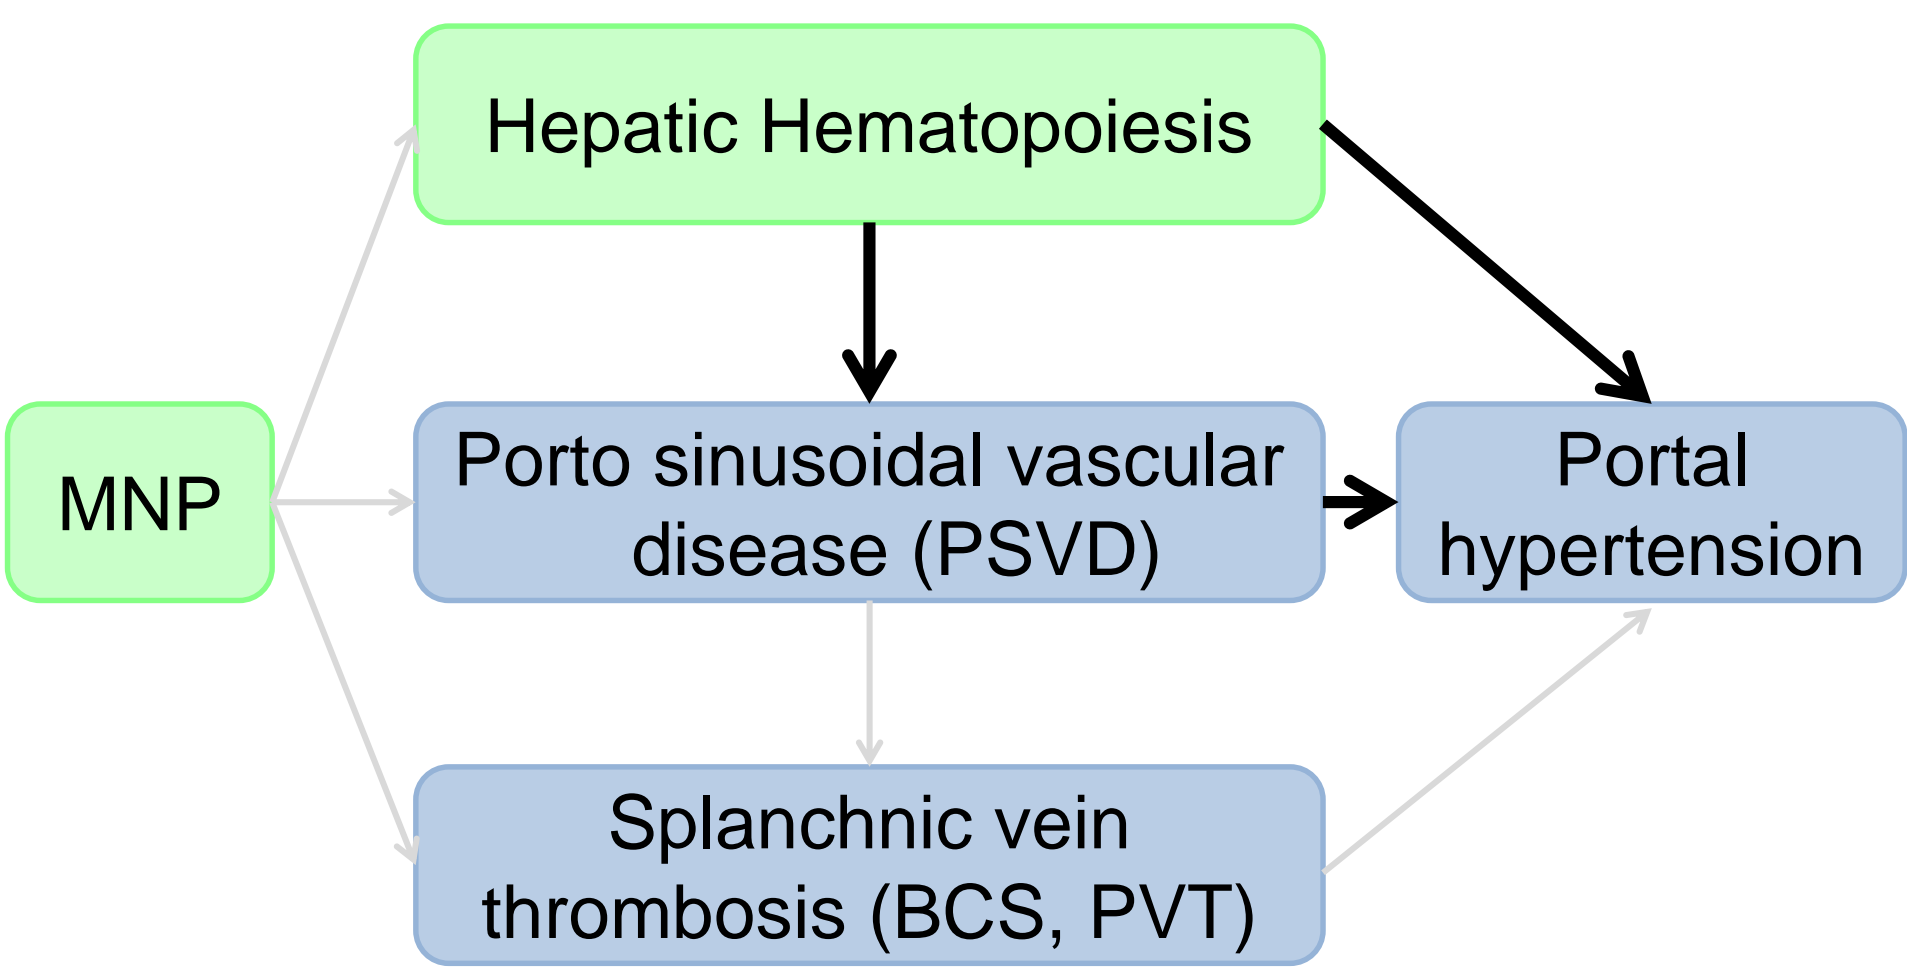 Hepatic Hematopoiesis
MNP
Porto sinusoidal vascular
disease (PSVD)
Portal
hypertension
Splanchnic vein
thrombosis (BCS, PVT)